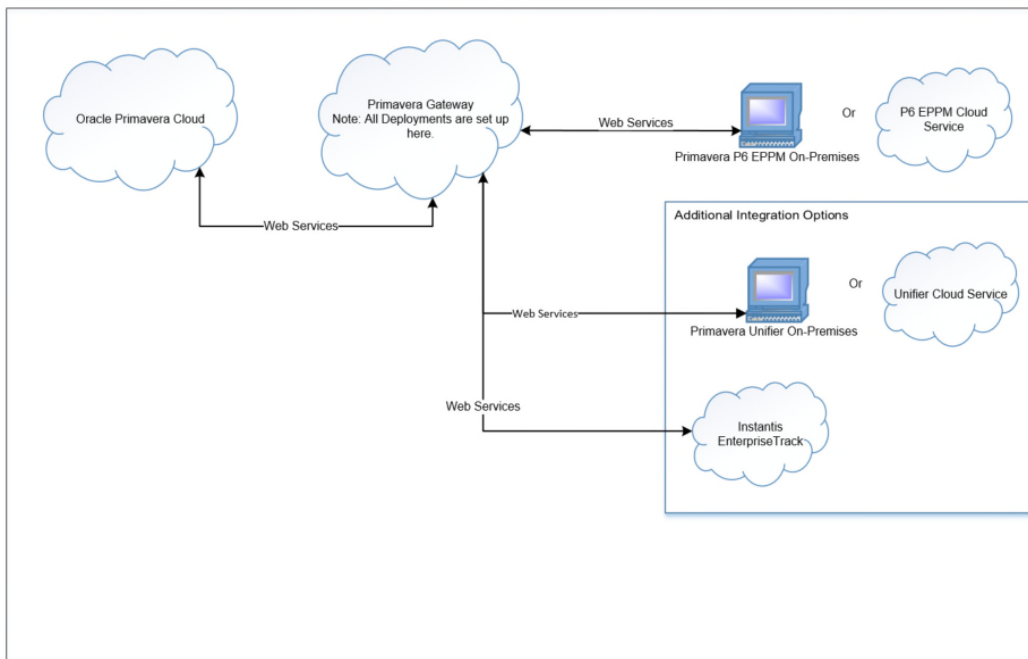 Oracle Primavera Cloud
Primavera Gateway
Note: All Deployments are set up
here.
Web Services
Web Services
Primavera P6 EPPM On-Premises
Or
P6 EPPM Cloud
Service
Additional Integration Options
Web Services
Primavera Unifier On-Premises
Or
Unifier Cloud Service
Web Services
Instantis
EnterpriseTrack